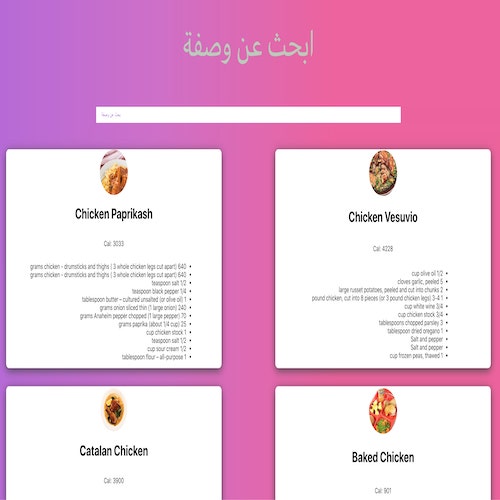 ابحث عن وصفة
ابحث عن وصفة
Chicken Paprikash
Cal: 3033
grams chicken - drumsticks and thighs ( 3 whole chicken legs cut apart) 640
grams chicken - drumsticks and thighs ( 3 whole chicken legs cut apart) 640
teaspoon salt 1/2
teaspoon black pepper 1/4
tablespoon butter – cultured unsalted (or olive oil) 1
grams onion sliced thin (1 large onion) 240
grams Anaheim pepper chopped (1 large pepper) 70
grams paprika (about 1/4 cup) 25
cup chicken stock 1
teaspoon salt 1/2
cup sour cream 1/2
tablespoon flour – all-purpose 1
Chicken Vesuvio
Cal: 4228
cup olive oil 1/2
cloves garlic, peeled 5
large russet potatoes, peeled and cut into chunks 2
pound chicken, cut into 8 pieces (or 3 pound chicken legs) 3-4 1
cup white wine 3/4
cup chicken stock 3/4
tablespoons chopped parsley 3
tablespoon dried oregano 1
Salt and pepper
Salt and pepper
cup frozen peas, thawed 1
Catalan Chicken
Cal: 3900
Baked Chicken
Cal: 901